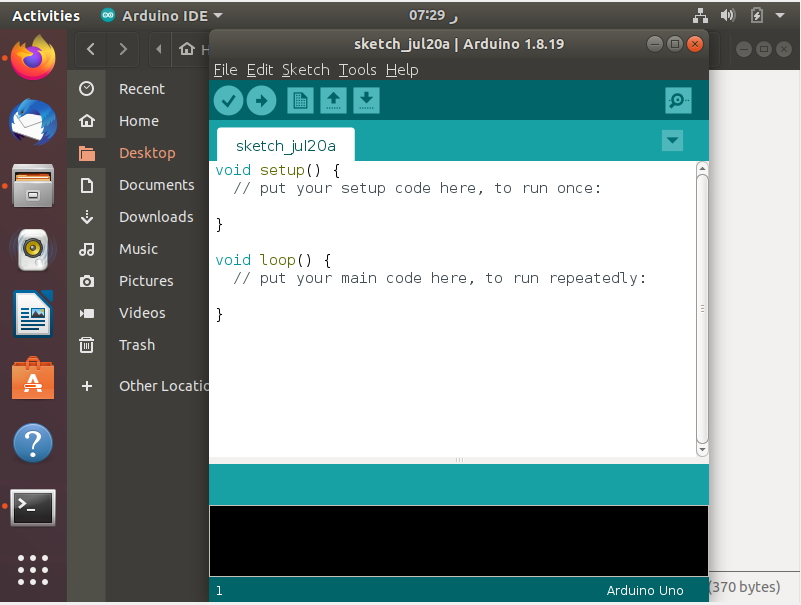 Activities
Arduino IDE
07:29 ر
sketch_jul20a | Arduino 1.8.19
File Edit Sketch Tools Help
sketch_jul20a
Recent
Home
Desktop
Documents
Downloads
Music
Pictures
Videos
Trash
Other Locatio
void setup() {
// put your setup code here, to run once:
}
void loop() {
// put your main code here, to run repeatedly:
}
1
Arduino Uno
(370 bytes)